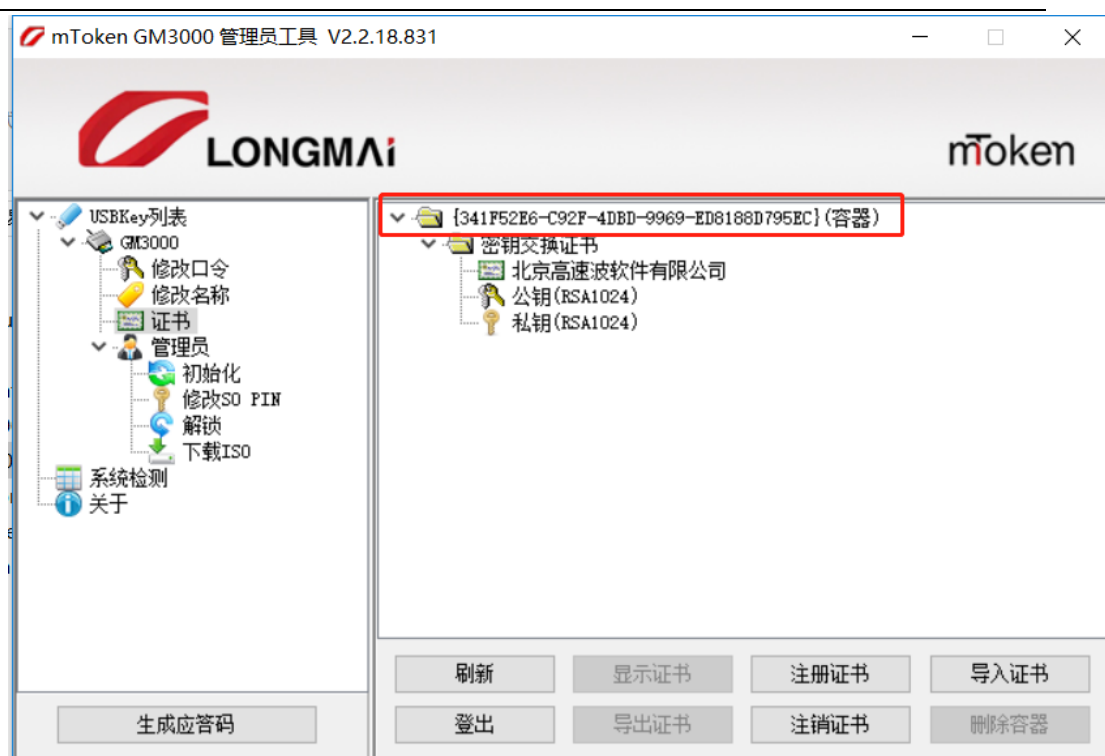 mToken GM3000 管理员工具 V2.2.18.831
LONGMAi
mToken
USBKey列表
GM3000
修改口令
修改名称
证书
管理员
初始化
修改SO PIN
解锁
下载ISO
系统检测
关于
生成应答码
{341F52E6-C92F-4DBD-9969-ED8188D795EC}(容器)
密钥交换证书
北京高速波软件有限公司
公钥(RSA1024)
私钥(RSA1024)
刷新
显示证书
注册证书
导入证书
登出
导出证书
注销证书
删除容器